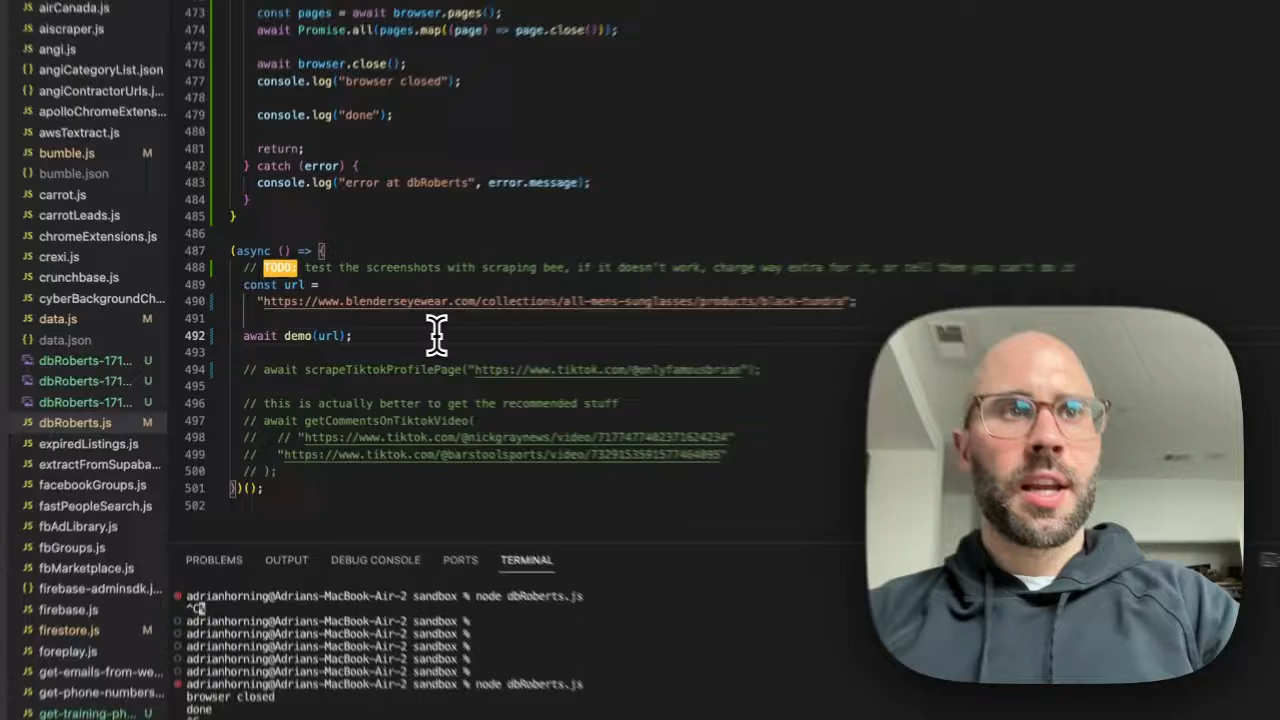 airCanada.js
aiscraper.js
angi.js
angiCategoryList.json
angiContractorUrls.j...
apolloChromeExtens...
awsTextract.js
bumble.js M
bumble.json
carrot.js
carrotLeads.js
chromeExtensions.js
crexi.js
crunchbase.js
cyberBackgroundCh...
data.js M
data.json
dbRoberts-171... U
dbRoberts-171... U
dbRoberts-171... U
dbRoberts.js M
expiredListings.js
extractFromSupaba...
facebookGroups.js
fastPeopleSearch.js
fbAdLibrary.js
fbGroups.js
fbMarketplace.js
firebase-adminsdk.j...
firebase.js
firestore.js M
foreplay.js
get-emails-from-we...
get-phone-numbers...
get-training-ph... U
473 const pages = await browser.pages();
474 await Promise.all(pages.map((page) => page.close()));
475
476 await browser.close();
477 console.log("browser closed");
478
479 console.log("done");
480
481 return;
482 } catch (error) {
483 console.log("error at dbRoberts", error.message);
484 }
485 }
486
487 (async () => {
488 // TODO: test the screenshots with scraping bee, if it doesn't work, charge way extra for it, or tell them you can't do it
489 const url =
490 "https://www.blenderseyewear.com/collections/all-mens-sunglasses/products/black-tundra";
491
492 await demo(url);
493
494 // await scrapeTiktokProfilePage("https://www.tiktok.com/@onlyfamousbrian");
495
496 // this is actually better to get the recommended stuff
497 // await getCommentsOnTiktokVideo(
498 // // "https://www.tiktok.com/@nickgraynews/video/7177477402371624234"
499 // "https://www.tiktok.com/@barstoolsports/video/7329153591577464095"
500 // );
501 })();
502
PROBLEMS OUTPUT DEBUG CONSOLE PORTS TERMINAL
adrianhorning@Adrians-MacBook-Air-2 sandbox % node dbRoberts.js
^C
adrianhorning@Adrians-MacBook-Air-2 sandbox %
adrianhorning@Adrians-MacBook-Air-2 sandbox %
adrianhorning@Adrians-MacBook-Air-2 sandbox %
adrianhorning@Adrians-MacBook-Air-2 sandbox %
adrianhorning@Adrians-MacBook-Air-2 sandbox %
adrianhorning@Adrians-MacBook-Air-2 sandbox % node dbRoberts.js
browser closed
done